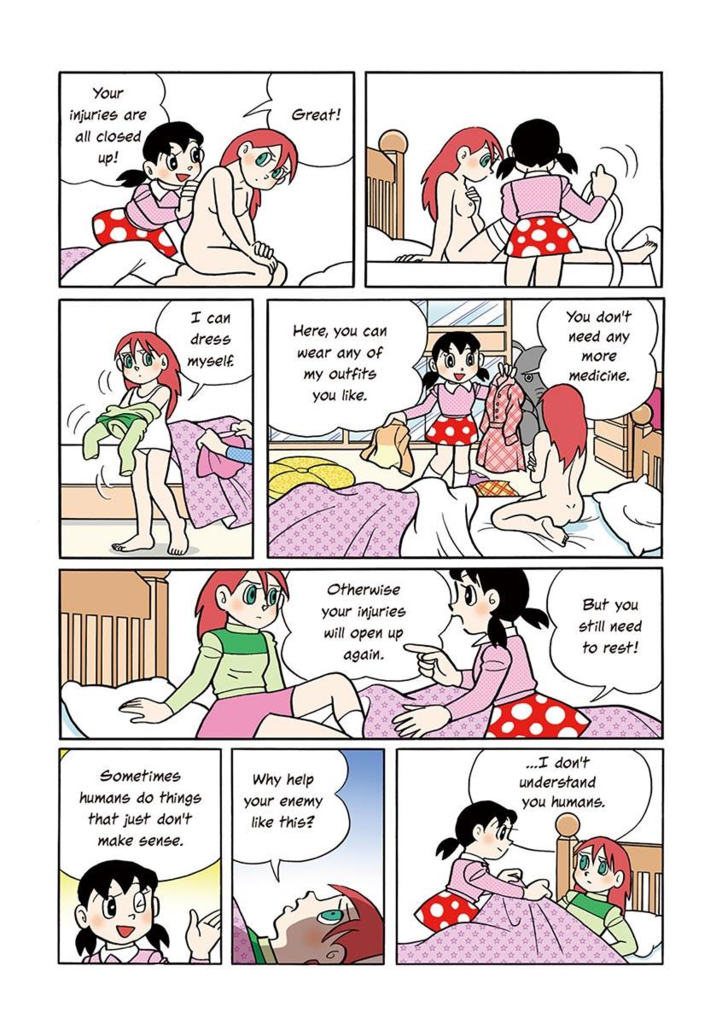 Your
injuries are
all closed
up!
Great!
I can
dress
myself.
Here, you can
wear any of
my outfits
you like.
You don't
need any
more
medicine.
Otherwise
your injuries
will open up
again.
But you
still need
to rest!
Sometimes
humans do things
that just don't
make sense.
Why help
your enemy
like this?
...I don't
understand
you humans.